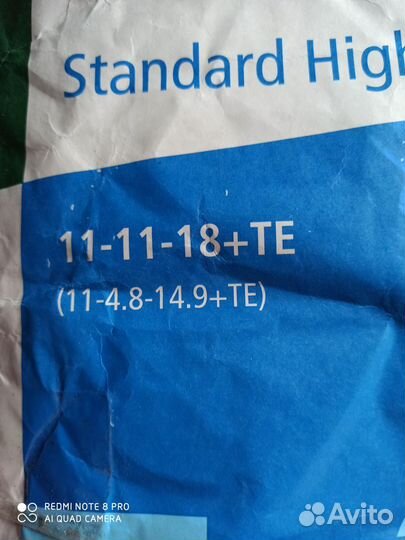 Standard High
11-11-18+TE
(11-4.8-14.9+TE)
REDMI NOTE 8 PRO
AI QUAD CAMERA
Avito